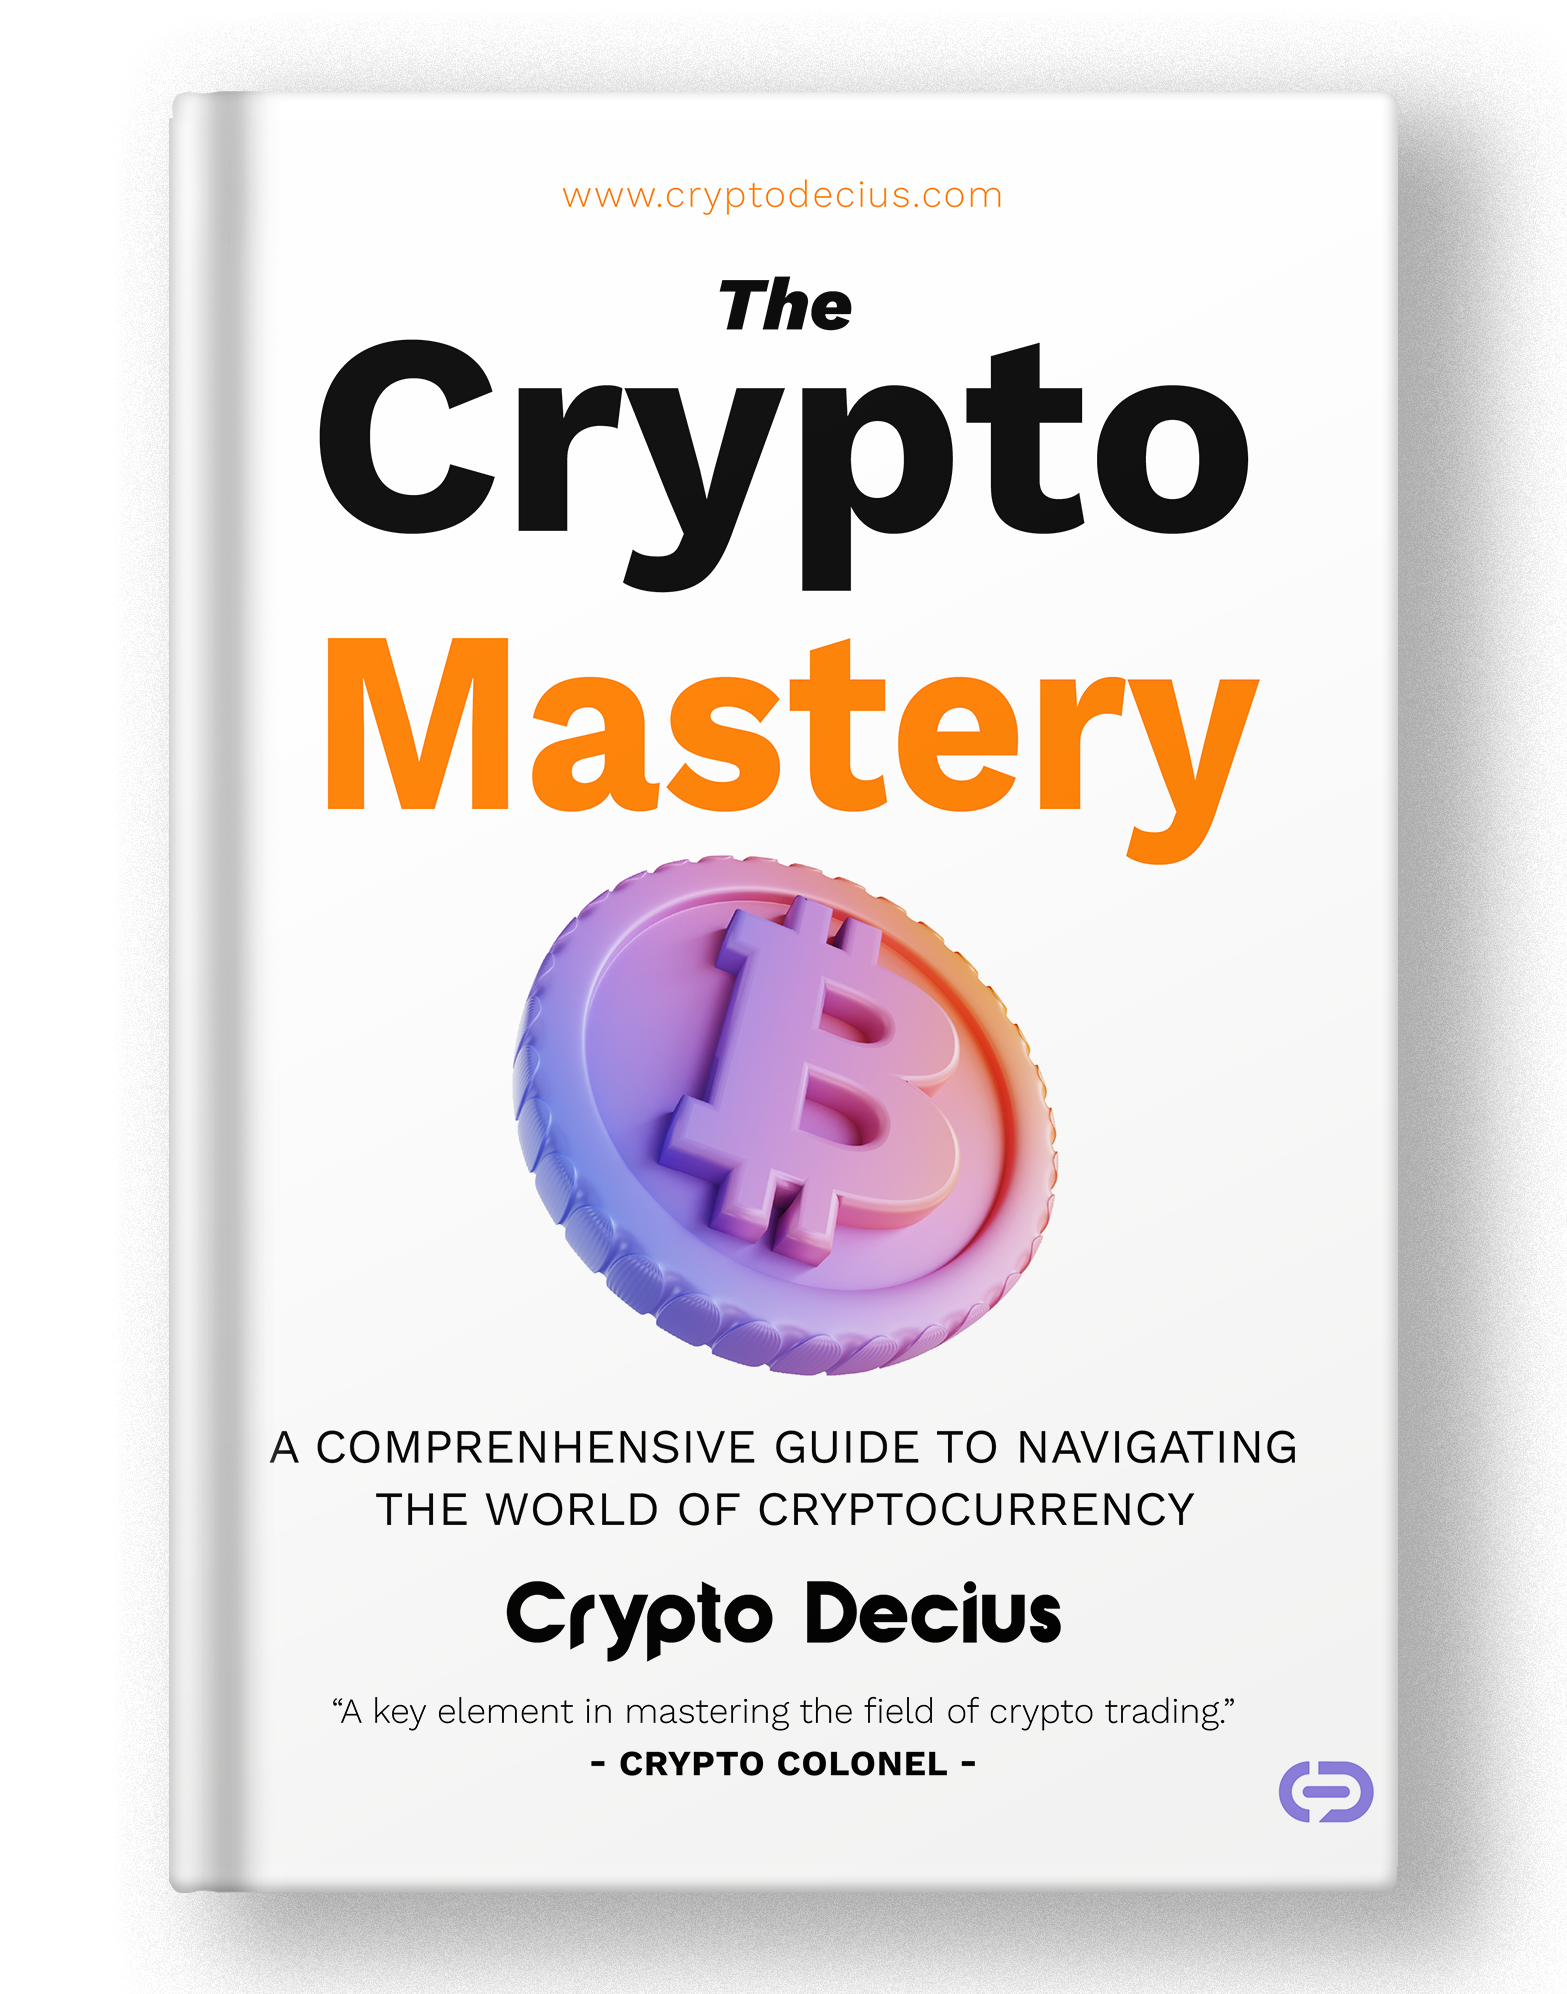 www.cryptodecius.com
The
Crypto
Mastery
A COMPRENHENSIVE GUIDE TO NAVIGATING
THE WORLD OF CRYPTOCURRENCY
Crypto Decius
“A key element in mastering the field of crypto trading.”
- CRYPTO COLONEL -